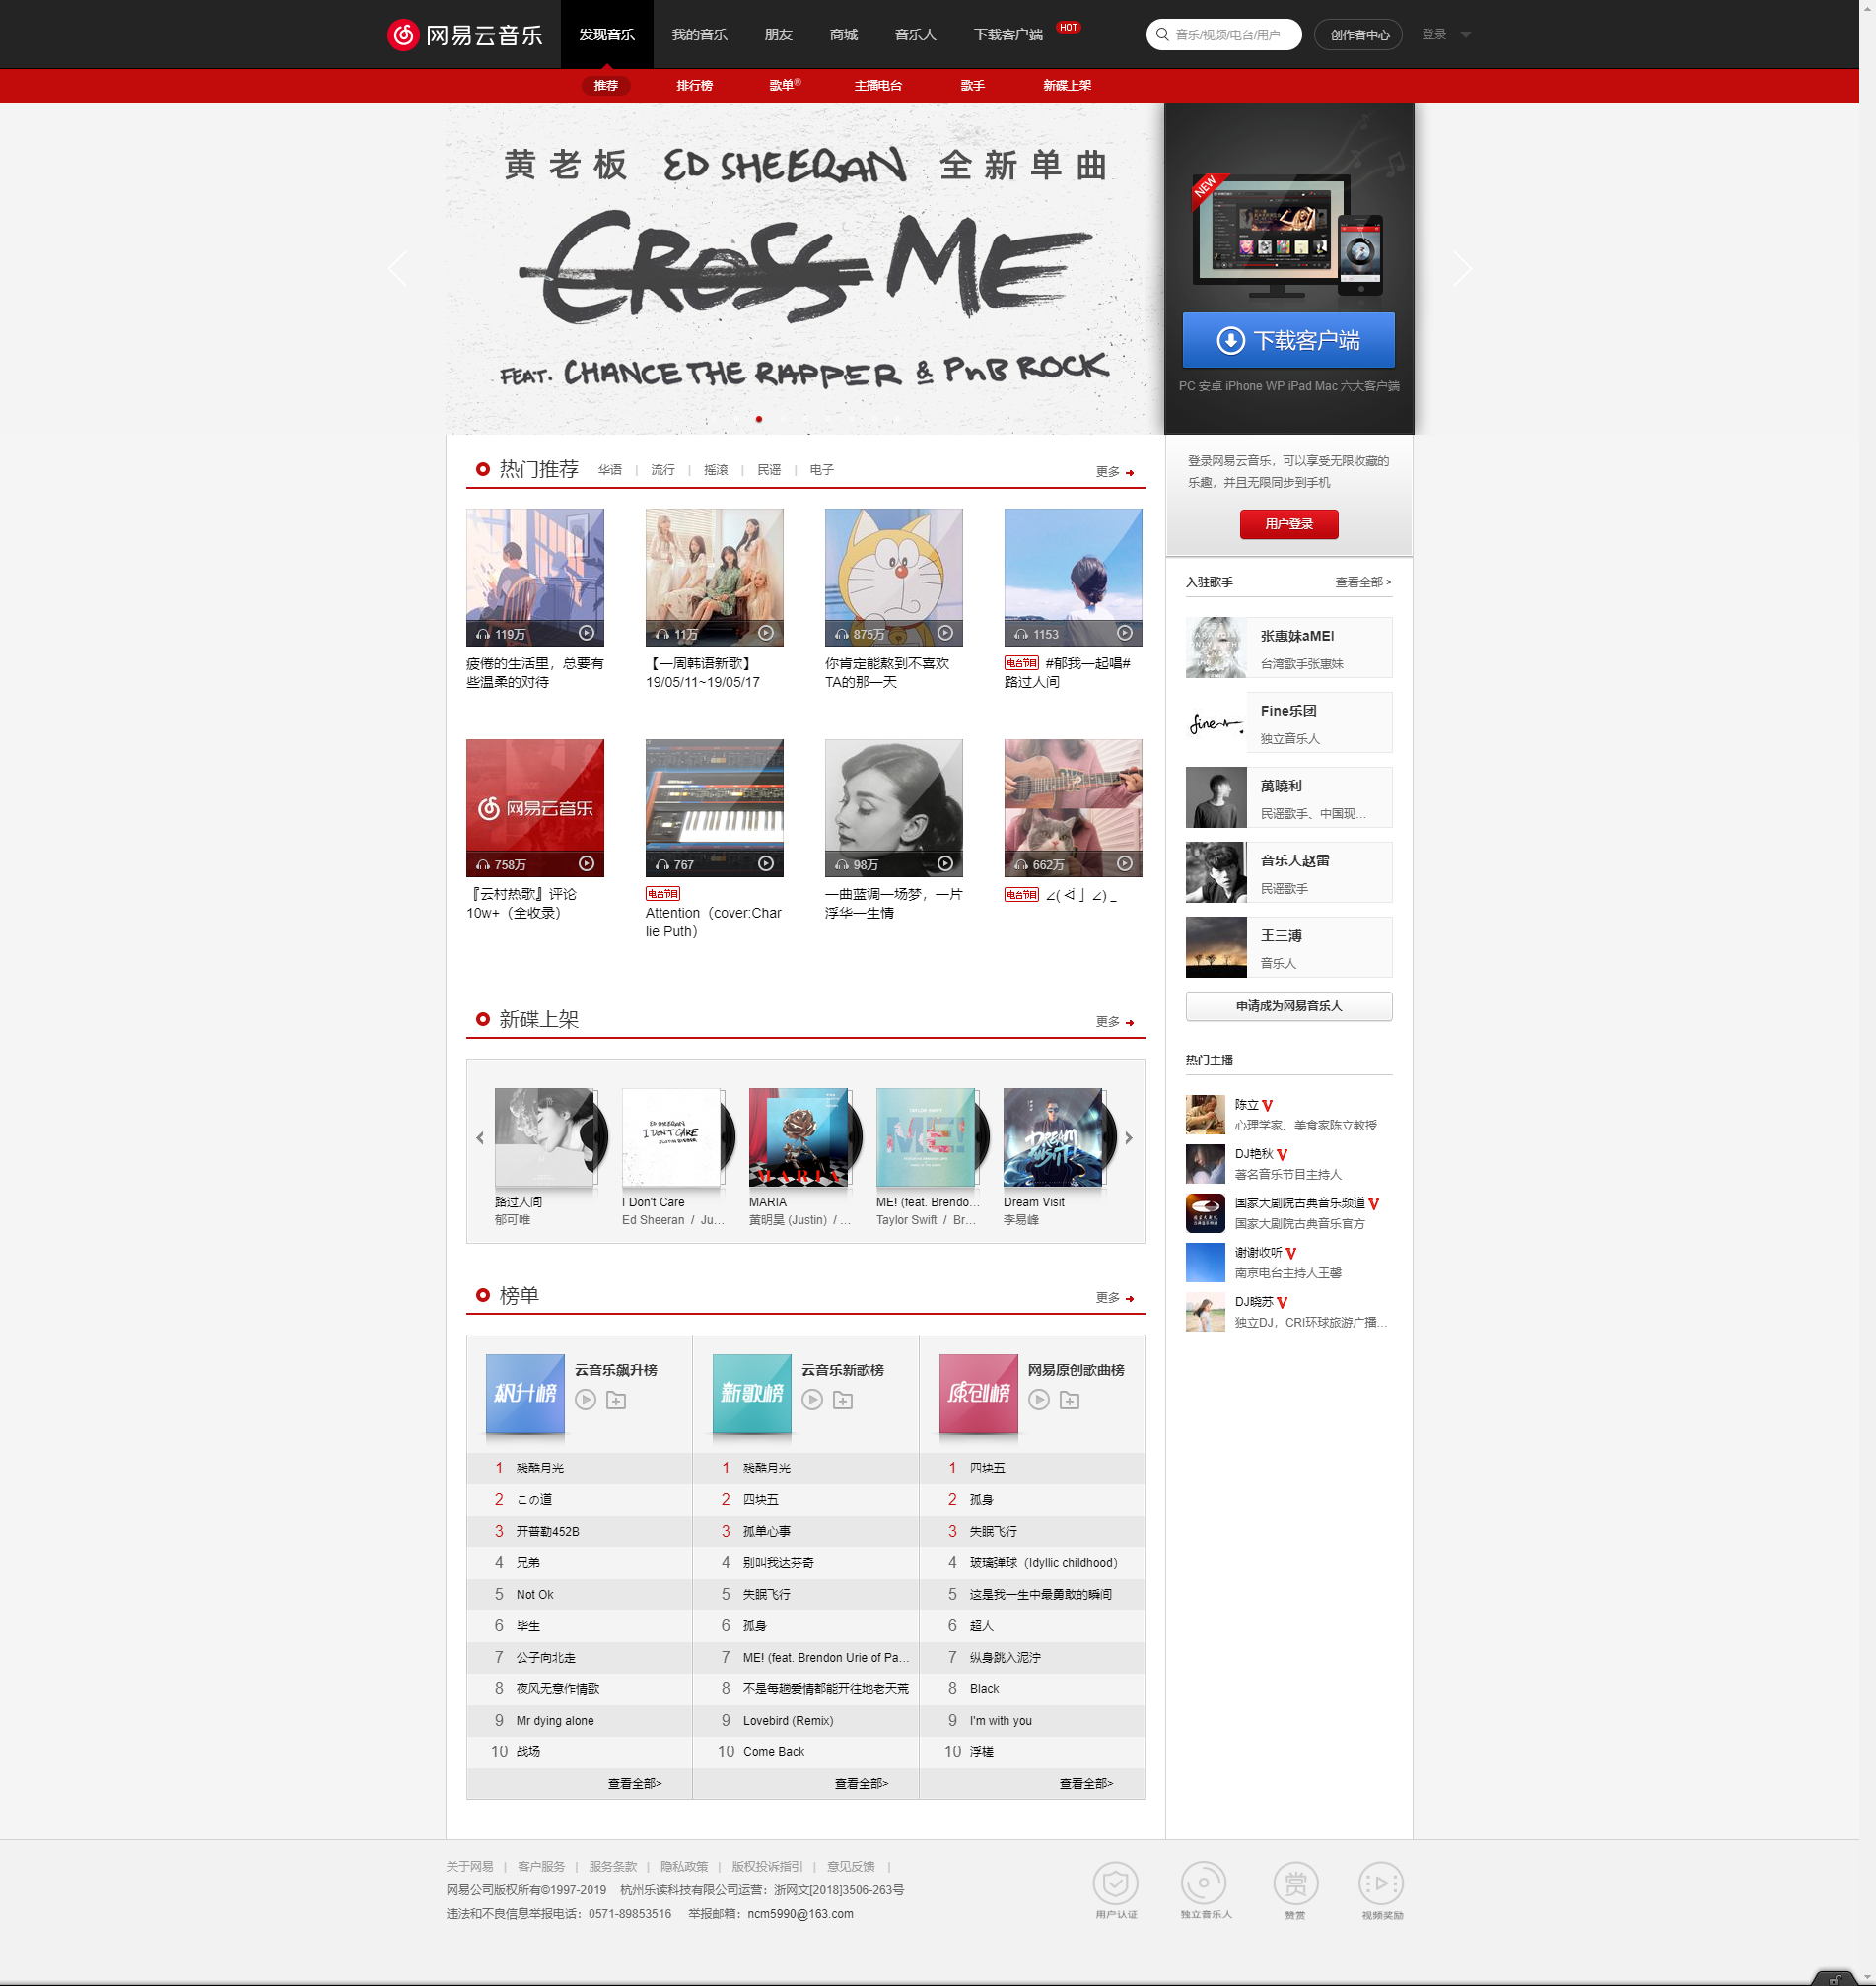 网易云音乐
发现音乐 我的音乐 朋友 商城 音乐人 下载客户端 HOT
音乐/视频/电台/用户 创作者中心 登录
推荐 排行榜 歌单® 主播电台 歌手 新碟上架
黄老板 ED SHEERAN 全新单曲
CROSS ME
FEAT. CHANCE THE RAPPER & PnB ROCK
NEW
下载客户端
PC 安卓 iPhone WP iPad Mac 六大客户端
热门推荐 华语 | 流行 | 摇滚 | 民谣 | 电子 更多
119万 11万 875万 1153
疲倦的生活里，总要有
些温柔的对待
【一周韩语新歌】
19/05/11~19/05/17
你肯定能熬到不喜欢
TA的那一天
电台节目 #郁我一起唱#
路过人间
网易云音乐
758万 767 98万 662万
『云村热歌』评论
10w+（全收录）
电台节目
Attention（cover:Char
lie Puth）
一曲蓝调一场梦，一片
浮华一生情
电台节目 ∠( ᐛ 」∠)_
新碟上架 更多
ED SHEERAN
I DON'T CARE
JUSTIN BIEBER
MARIA
ME!
DREAM VISIT
路过人间
郁可唯
I Don't Care
Ed Sheeran / Ju...
MARIA
黄明昊 (Justin) / ...
ME! (feat. Brendo...
Taylor Swift / Br...
Dream Visit
李易峰
榜单 更多
飙升榜
云音乐飙升榜
1 残酷月光
2 この道
3 开普勒452B
4 兄弟
5 Not Ok
6 毕生
7 公子向北走
8 夜风无意作情歌
9 Mr dying alone
10 战场
查看全部>
新歌榜
云音乐新歌榜
1 残酷月光
2 四块五
3 孤单心事
4 别叫我达芬奇
5 失眠飞行
6 孤身
7 ME! (feat. Brendon Urie of Pa...
8 不是每趟爱情都能开往地老天荒
9 Lovebird (Remix)
10 Come Back
查看全部>
原创榜
网易原创歌曲榜
1 四块五
2 孤身
3 失眠飞行
4 玻璃弹球（Idyllic childhood）
5 这是我一生中最勇敢的瞬间
6 超人
7 纵身跳入泥泞
8 Black
9 I'm with you
10 浮槎
查看全部>
登录网易云音乐，可以享受无限收藏的
乐趣，并且无限同步到手机
用户登录
入驻歌手 查看全部 >
张惠妹aMEI
台湾歌手张惠妹
fine
Fine乐团
独立音乐人
萬曉利
民谣歌手、中国现...
音乐人赵雷
民谣歌手
王三溥
音乐人
申请成为网易音乐人
热门主播
陈立 V
心理学家、美食家陈立教授
DJ艳秋 V
著名音乐节目主持人
国家大剧院古典音乐频道 V
国家大剧院古典音乐官方
谢谢收听 V
南京电台主持人王馨
DJ晓苏 V
独立DJ，CRI环球旅游广播...
关于网易 | 客户服务 | 服务条款 | 隐私政策 | 版权投诉指引 | 意见反馈 |
网易公司版权所有©1997-2019 杭州乐读科技有限公司运营：浙网文[2018]3506-263号
违法和不良信息举报电话：0571-89853516 举报邮箱：ncm5990@163.com
用户认证 独立音乐人 赏 赞赏 视频奖励